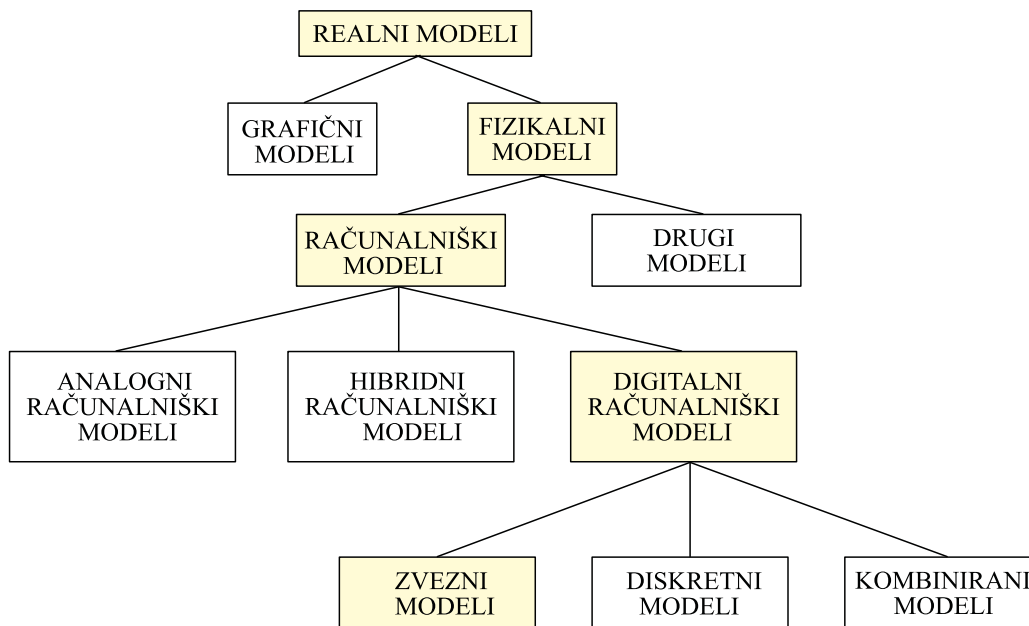 REALNI MODELI
GRAFIČNI
MODELI
FIZIKALNI
MODELI
RAČUNALNIŠKI
MODELI
DRUGI
MODELI
ANALOGNI
RAČUNALNIŠKI
MODELI
HIBRIDNI
RAČUNALNIŠKI
MODELI
DIGITALNI
RAČUNALNIŠKI
MODELI
ZVEZNI
MODELI
DISKRETNI
MODELI
KOMBINIRANI
MODELI